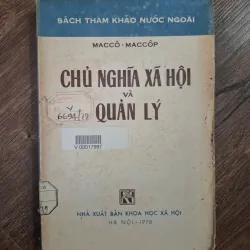 SÁCH THAM KHẢO NƯỚC NGOÀI
MACCÔ - MACCỐP
CHỦ NGHĨA XÃ HỘI
VÀ
QUẢN LÝ
V 00017997
NHÀ XUẤT BẢN KHOA HỌC XÃ HỘI
HÀ NỘI - 1978